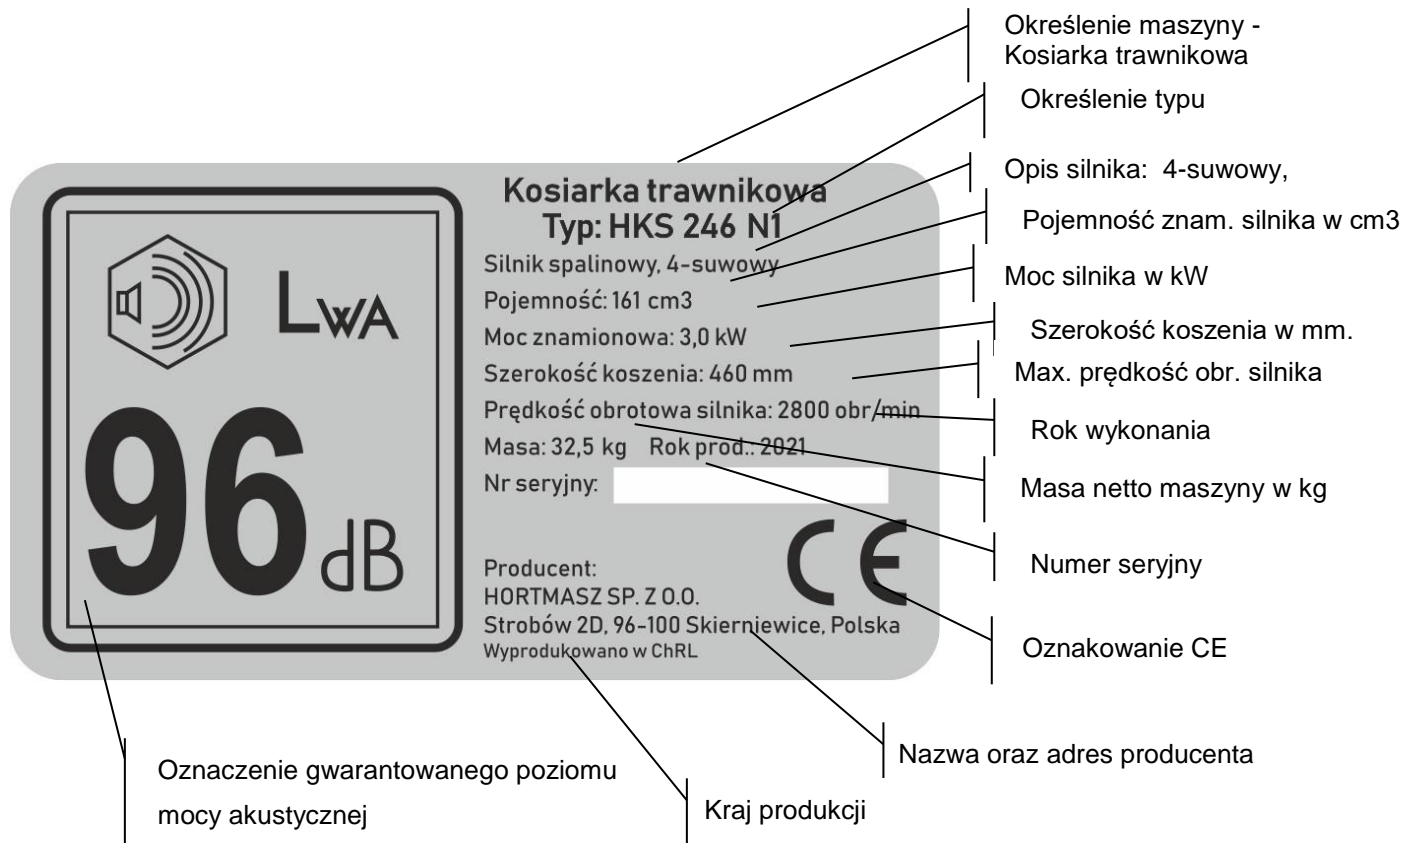 Określenie maszyny -
Kosiarka trawnikowa
Określenie typu
Opis silnika: 4-suwowy,
Pojemność znam. silnika w cm3
Moc silnika w kW
Szerokość koszenia w mm.
Max. prędkość obr. silnika
Rok wykonania
Masa netto maszyny w kg
Numer seryjny
Oznakowanie CE
Nazwa oraz adres producenta
Kraj produkcji
Oznaczenie gwarantowanego poziomu
mocy akustycznej
LWA
96 dB
Kosiarka trawnikowa
Typ: HKS 246 N1
Silnik spalinowy, 4-suwowy
Pojemność: 161 cm3
Moc znamionowa: 3,0 kW
Szerokość koszenia: 460 mm
Prędkość obrotowa silnika: 2800 obr/min
Masa: 32,5 kg Rok prod.: 2021
Nr seryjny:
CE
Producent:
HORTMASZ SP. Z O.O.
Strobów 2D, 96-100 Skierniewice, Polska
Wyprodukowano w ChRL